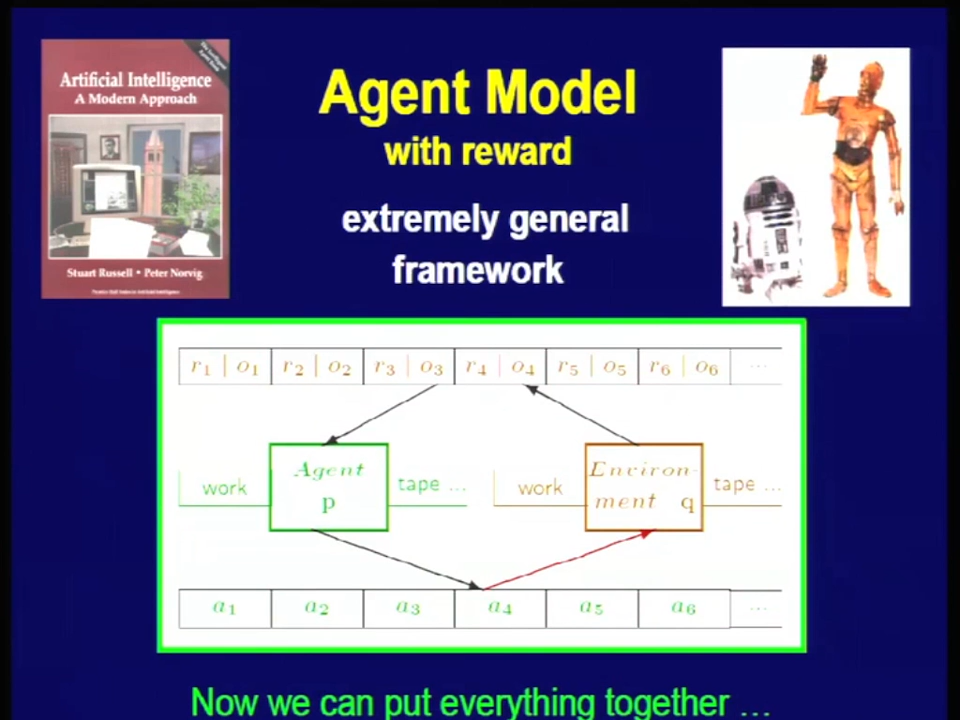 Artificial Intelligence
A Modern Approach
Stuart Russell • Peter Norvig
Agent Model
with reward
extremely general
framework
r₁ | o₁ r₂ | o₂ r₃ | o₃ r₄ | o₄ r₅ | o₅ r₆ | o₆ ...
work Agent p tape ... work Environ-ment q tape ...
a₁ a₂ a₃ a₄ a₅ a₆ ...
Now we can put everything together ...